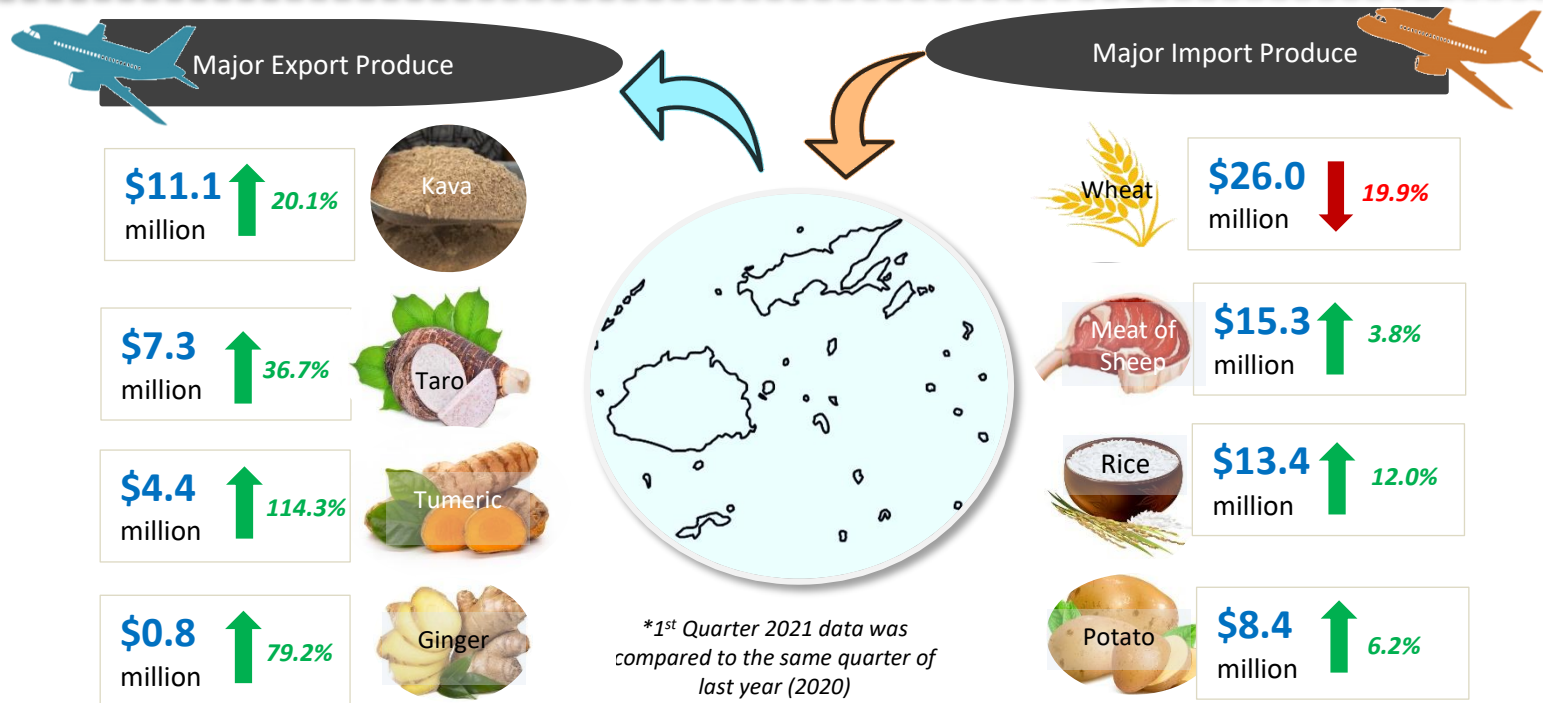 Major Export Produce
$11.1
million
20.1%
Kava
$7.3
million
36.7%
Taro
$4.4
million
114.3%
Tumeric
$0.8
million
79.2%
Ginger
*1st Quarter 2021 data was
compared to the same quarter of
last year (2020)
Major Import Produce
Wheat
$26.0
million
19.9%
Meat of
Sheep
$15.3
million
3.8%
Rice
$13.4
million
12.0%
Potato
$8.4
million
6.2%